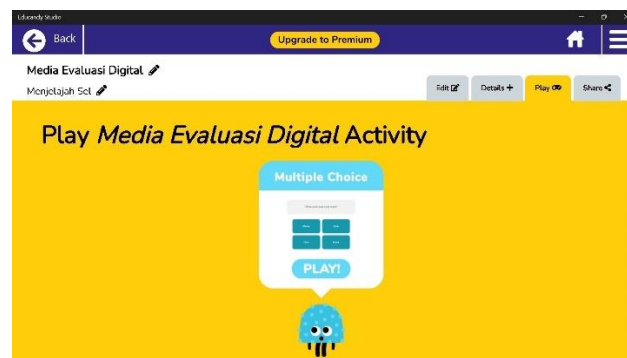 Educandy Studio
Back
Upgrade to Premium
Media Evaluasi Digital
Menjelajah Sel
Edit
Details +
Play
Share
Play Media Evaluasi Digital Activity
Multiple Choice
PLAY!